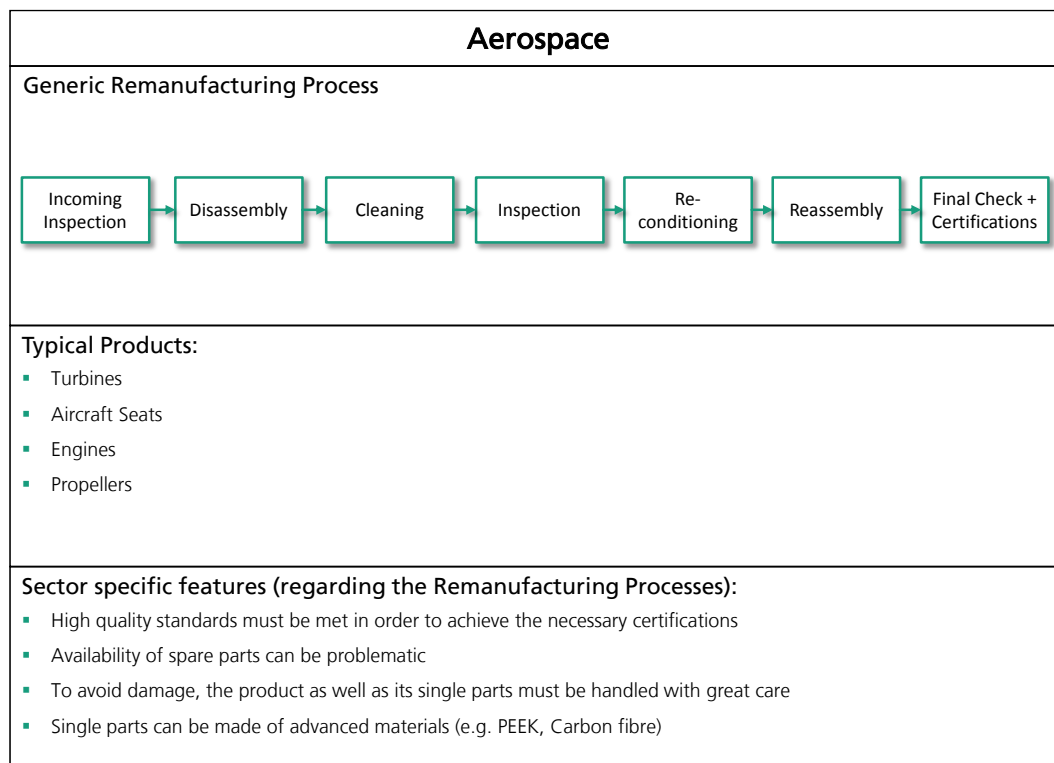 Aerospace
Generic Remanufacturing Process
Incoming
Inspection
Disassembly
Cleaning
Inspection
Re-
conditioning
Reassembly
Final Check +
Certifications
Typical Products:
▪ Turbines
▪ Aircraft Seats
▪ Engines
▪ Propellers
Sector specific features (regarding the Remanufacturing Processes):
▪ High quality standards must be met in order to achieve the necessary certifications
▪ Availability of spare parts can be problematic
▪ To avoid damage, the product as well as its single parts must be handled with great care
▪ Single parts can be made of advanced materials (e.g. PEEK, Carbon fibre)